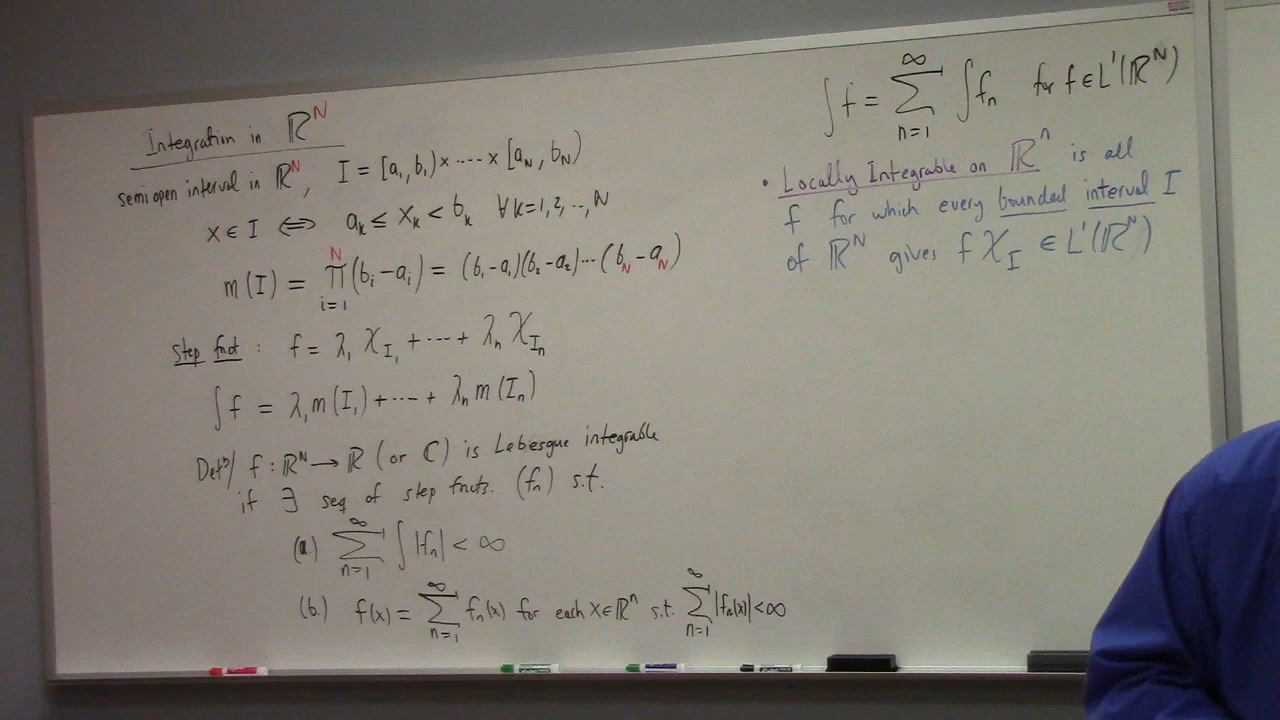 Integration in ℝᴺ
semiopen interval in ℝᴺ, I = [a₁, b₁) × ···· × [a_N, b_N)
x ∈ I ⟺ a_k ≤ x_k < b_k ∀k=1,2,..,N
m(I) = ∏_{i=1}^{N} (b_i − a_i) = (b₁−a₁)(b₂−a₂)···(b_N−a_N)
Step fnct : f = λ₁ χ_{I₁} + ···· + λ_n χ_{I_n}
∫f = λ₁m(I₁) + ···· + λ_n m(I_n)
Defⁿ/ f : ℝᴺ → ℝ (or ℂ) is Lebiesgue integrable
if ∃ seq of step fncts. (f_n) s.t.
(a.) ∑_{n=1}^{∞} ∫|f_n| < ∞
(b.) f(x) = ∑_{n=1}^{∞} f_n(x) for each x∈ℝⁿ s.t. ∑_{n=1}^{∞} |f_n(x)| < ∞
∫f = ∑_{n=1}^{∞} ∫f_n for f ∈ L¹(ℝᴺ)
• Locally Integrable on ℝⁿ is all
f for which every bounded interval I
of ℝᴺ gives f χ_I ∈ L¹(ℝᴺ)